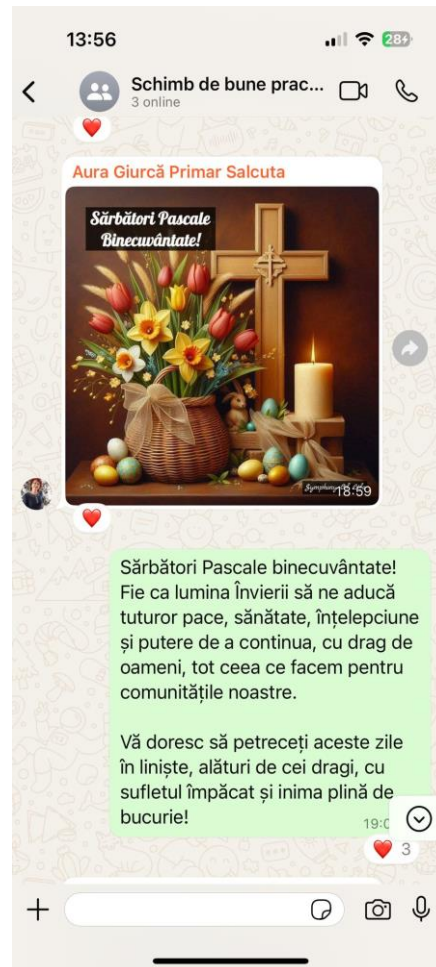 13:56
28
Schimb de bune prac...
3 online
Aura Giurcă Primar Salcuta
Sărbători Pascale
Binecuvântate!
18:59
Sărbători Pascale binecuvântate!
Fie ca lumina Învierii să ne aducă
tuturor pace, sănătate, înțelepciune
și putere de a continua, cu drag de
oameni, tot ceea ce facem pentru
comunitățile noastre.
Vă doresc să petreceți aceste zile
în liniște, alături de cei dragi, cu
sufletul împăcat și inima plină de
bucurie!
19:0
3